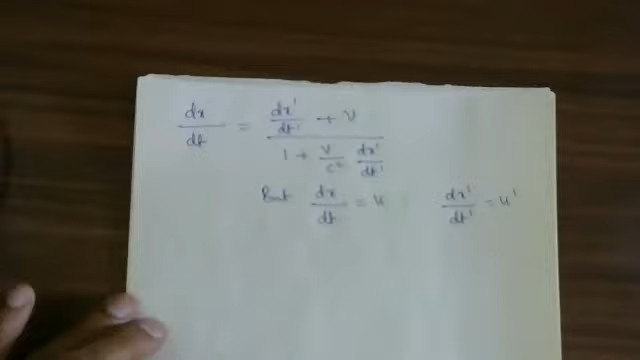 dx/dt = (dx'/dt' + v) / (1 + v/c² dx'/dt')
But dx/dt = u dx'/dt' = u'